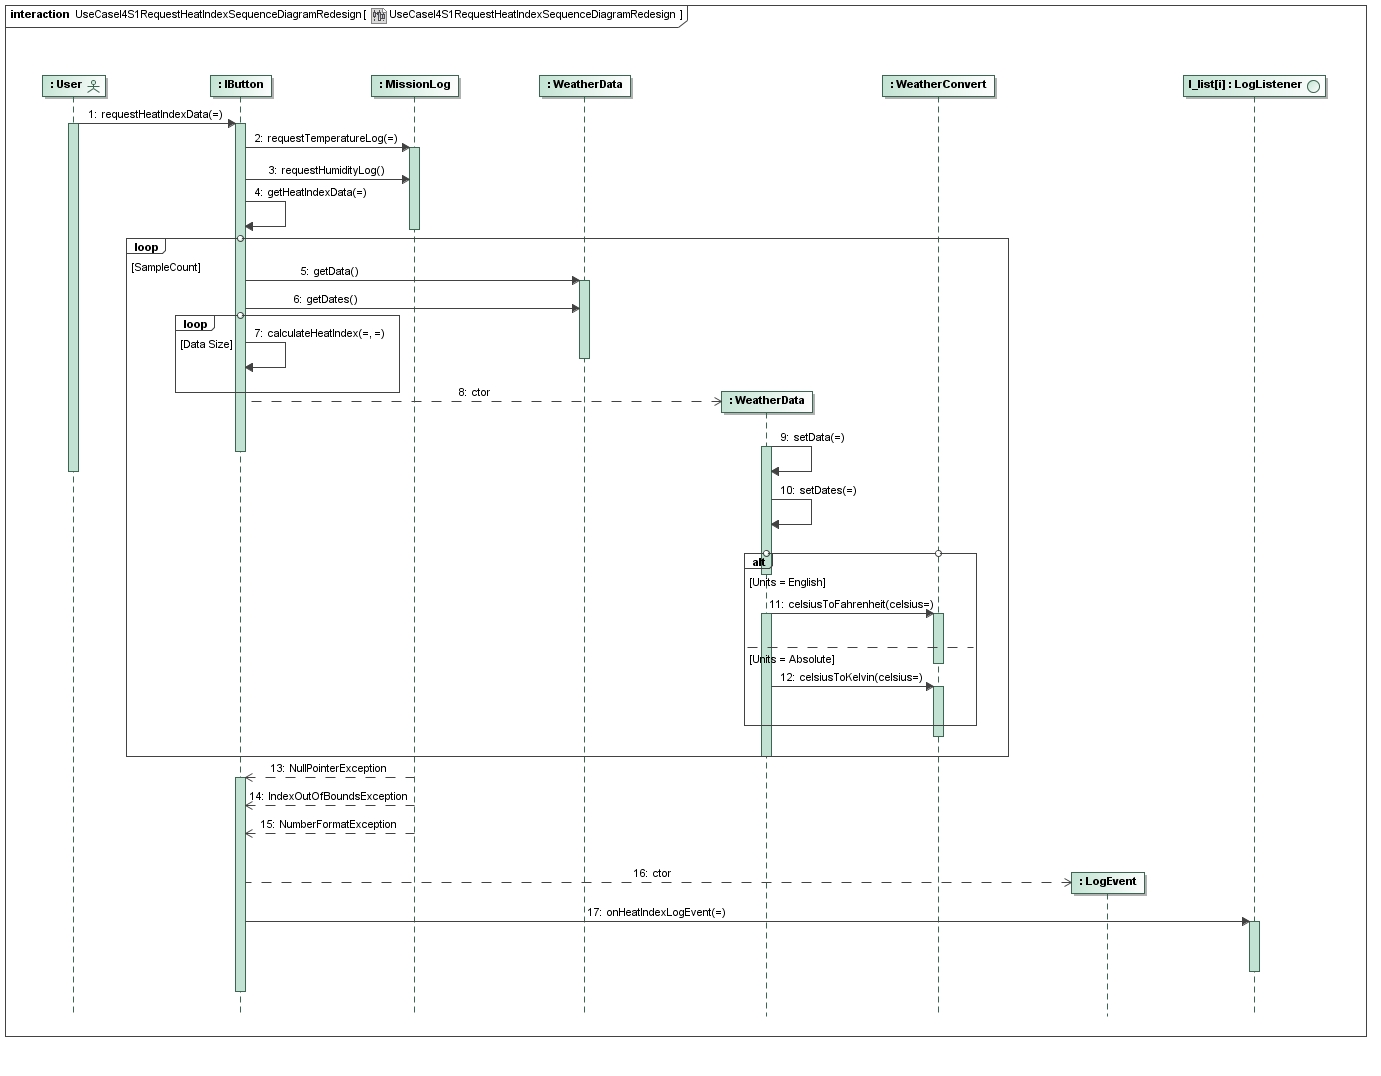 interaction UseCaseI4S1RequestHeatIndexSequenceDiagramRedesign[ UseCaseI4S1RequestHeatIndexSequenceDiagramRedesign ]
: User
: IButton
: MissionLog
: WeatherData
: WeatherConvert
l_list[i] : LogListener
1: requestHeatIndexData(=)
2: requestTemperatureLog(=)
3: requestHumidityLog()
4: getHeatIndexData(=)
loop
[SampleCount]
5: getData()
6: getDates()
loop
7: calculateHeatIndex(=, =)
[Data Size]
8: ctor
: WeatherData
9: setData(=)
10: setDates(=)
alt
[Units = English]
11: celsiusToFahrenheit(celsius=)
[Units = Absolute]
12: celsiusToKelvin(celsius=)
13: NullPointerException
14: IndexOutOfBoundsException
15: NumberFormatException
16: ctor
: LogEvent
17: onHeatIndexLogEvent(=)